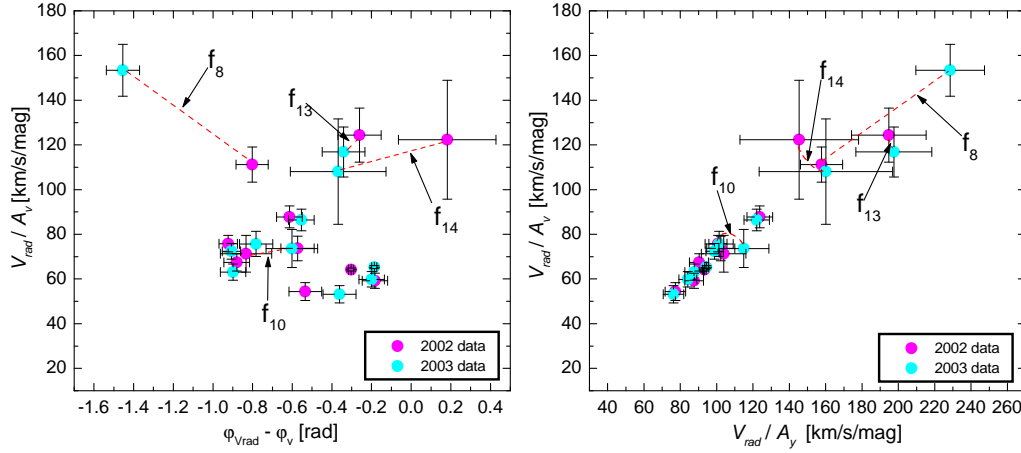 180
160
140
120
100
80
60
40
20
V_rad / A_v [km/s/mag]
f_8
f_13
f_14
f_10
2002 data
2003 data
-1.6 -1.4 -1.2 -1.0 -0.8 -0.6 -0.4 -0.2 0.0 0.2 0.4
φ_Vrad - φ_v [rad]
180
160
140
120
100
80
60
40
20
V_rad / A_v [km/s/mag]
f_14
f_8
f_13
f_10
2002 data
2003 data
40 60 80 100 120 140 160 180 200 220 240 260
V_rad / A_y [km/s/mag]